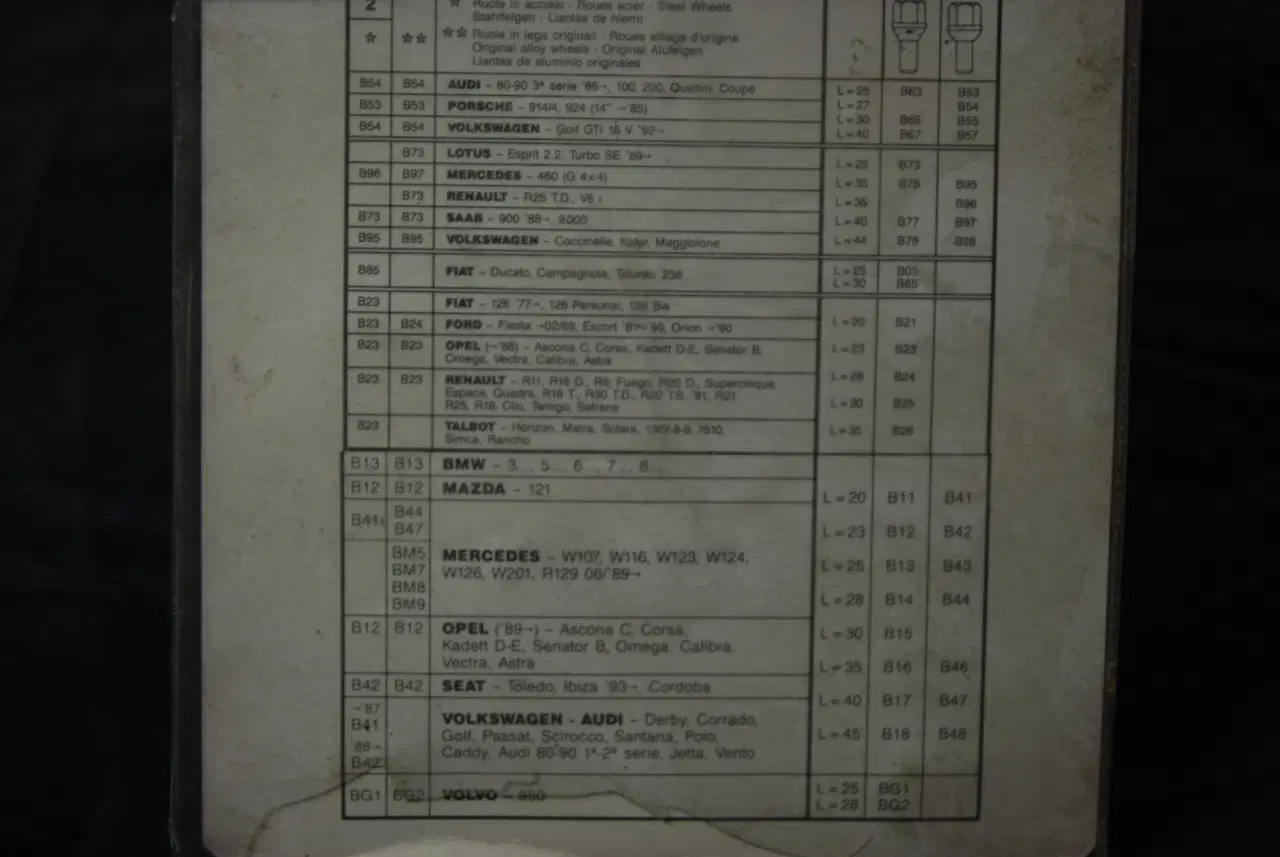 2 * Ruote in acciaio - Roues acier - Steel Wheels
Stahlfelgen - Llantas de hierro
* ** ** Ruote in lega originali - Roues alliage d'origine
Original alloy wheels - Original Alufelgen
Llantas de aluminio originales
B54 B54 AUDI - 80-90 3ª serie '86→, 100, 200, Quattro, Coupé
B53 B53 PORSCHE - 914/4, 924 (14" →'85)
B54 B54 VOLKSWAGEN - Golf GTI 16 V '92→
L=25 B63 B53
L=27 B54
L=30 B55
L=40 B67 B57
B73 LOTUS - Esprit 2.2, Turbo SE '89→
B96 B97 MERCEDES - 460 (G 4x4)
B73 RENAULT - R25 T.D., V6 i
B73 B73 SAAB - 900 '88→, 9000
B95 B95 VOLKSWAGEN - Coccinelle, Käfer, Maggiolone
L=25 B73
B95
L=35 B96
L=40 B77 B97
L=44 B78 B98
B85 FIAT - Ducato, Campagnola, 238
L=25
L=30 B85
B23 FIAT - 126 '77→, 126 Personal, 126 Bis
B23 B24 FORD - Fiesta →02/89, Escort Orion →'90
B23 B23 OPEL (→'88) - Ascona C, Corsa, Kadett D-E, Senator B,
Omega, Vectra, Calibra, Astra
B23 B23 RENAULT - R11, R18 D., R9, Fuego, R20 D., Supercinque,
Espace, Quadra, R18 T., R30 T.D., R20 T.S. '81, R21
R25, R19, Clio, Twingo, Safrane
B23 TALBOT - Horizon, Matra, Solara, 1510,
Simca, Rancho
L=20 B21
L=23 B23
L=28 B24
L=30 B25
L=35 B26
B13 B13 BMW - 3.., 5.., 6.., 7.., 8..
B12 B12 MAZDA - 121
B41 B44
B47
BM5
BM7
BM8
BM9
MERCEDES - W107, W116, W123, W124,
W126, W201, R129 06/'89→
B12 B12 OPEL ('89→) - Ascona C, Corsa,
Kadett D-E, Senator B, Omega, Calibra,
Vectra, Astra
B42 B42 SEAT - Toledo, Ibiza '93→, Cordoba
→'87
B41
'88→
B42
VOLKSWAGEN - AUDI - Derby, Corrado,
Golf, Passat, Scirocco, Santana, Polo,
Caddy, Audi 80-90 1ª-2ª serie, Jetta, Vento
L=20 B11 B41
L=23 B12 B42
L=25 B13 B43
L=28 B14 B44
L=30 B15
L=35 B16 B46
L=40 B17 B47
L=45 B18 B48
BG1 BG2 VOLVO
L=25 BG1
L=28 BG2